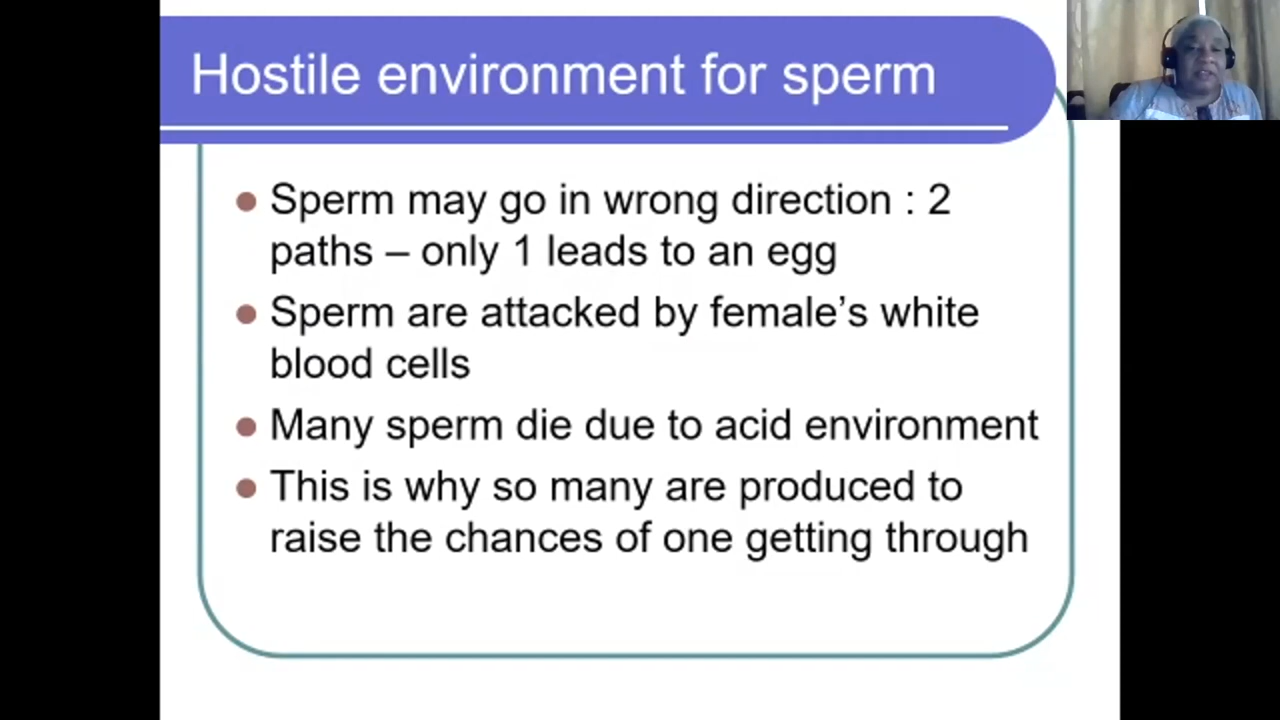 Hostile environment for sperm
Sperm may go in wrong direction : 2
paths – only 1 leads to an egg
Sperm are attacked by female’s white
blood cells
Many sperm die due to acid environment
This is why so many are produced to
raise the chances of one getting through